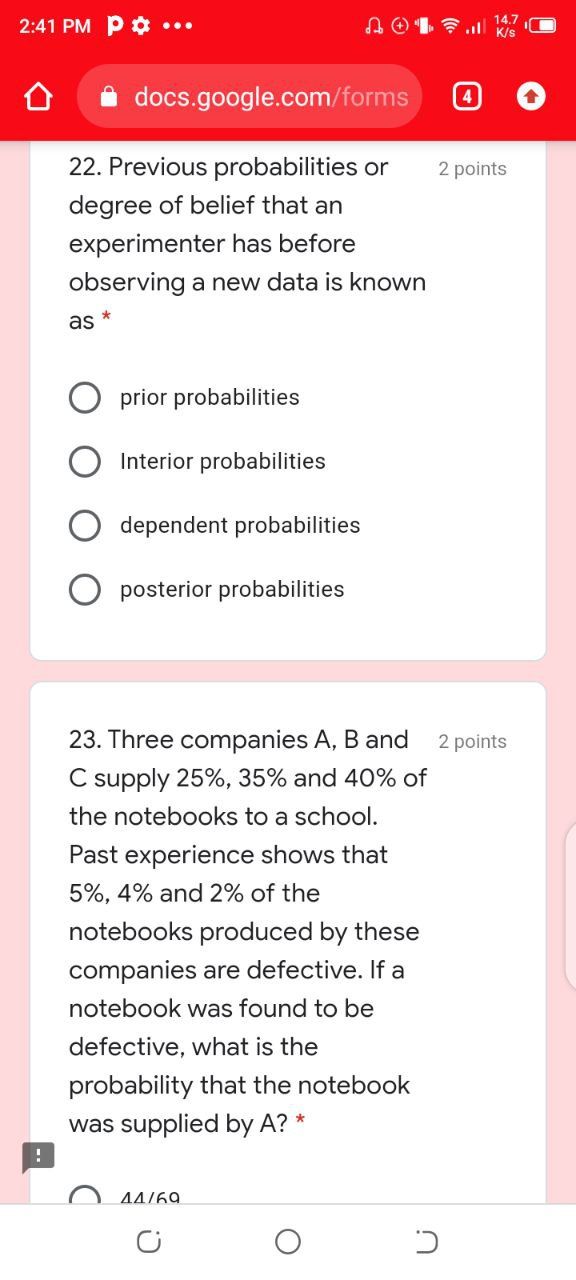 2:41 PM
14.7
K/s
docs.google.com/forms
4
22. Previous probabilities or
2 points
degree of belief that an
experimenter has before
observing a new data is known
as *
prior probabilities
Interior probabilities
dependent probabilities
posterior probabilities
23. Three companies A, B and
2 points
C supply 25%, 35% and 40% of
the notebooks to a school.
Past experience shows that
5%, 4% and 2% of the
notebooks produced by these
companies are defective. If a
notebook was found to be
defective, what is the
probability that the notebook
was supplied by A? *
44/69